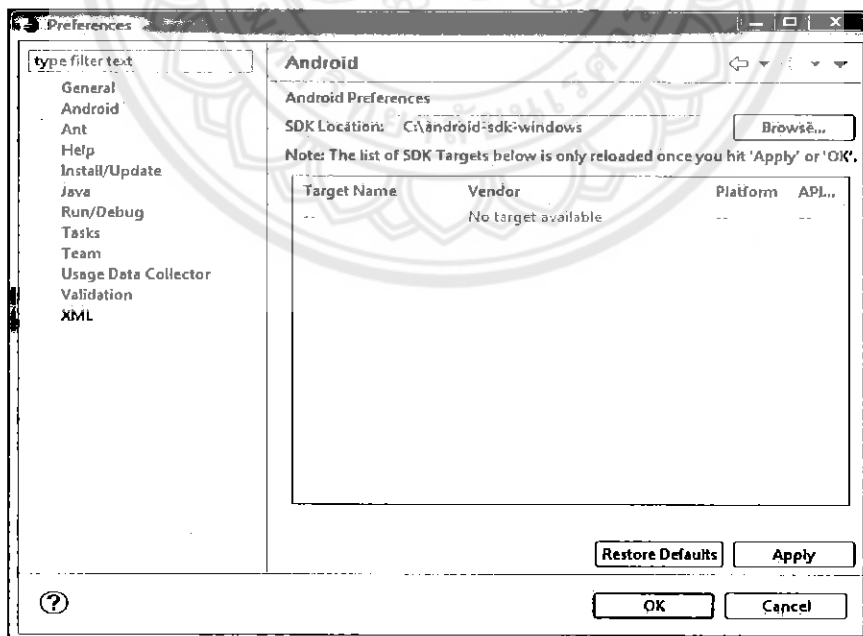 Preferences
type filter text
General
Android
Ant
Help
Install/Update
Java
Run/Debug
Tasks
Team
Usage Data Collector
Validation
XML
Android
Android Preferences
SDK Location: C:\android-sdk-windows Browse...
Note: The list of SDK Targets below is only reloaded once you hit 'Apply' or 'OK'.
Target Name Vendor Platform API...
-- No target available -- --
Restore Defaults Apply
? OK Cancel